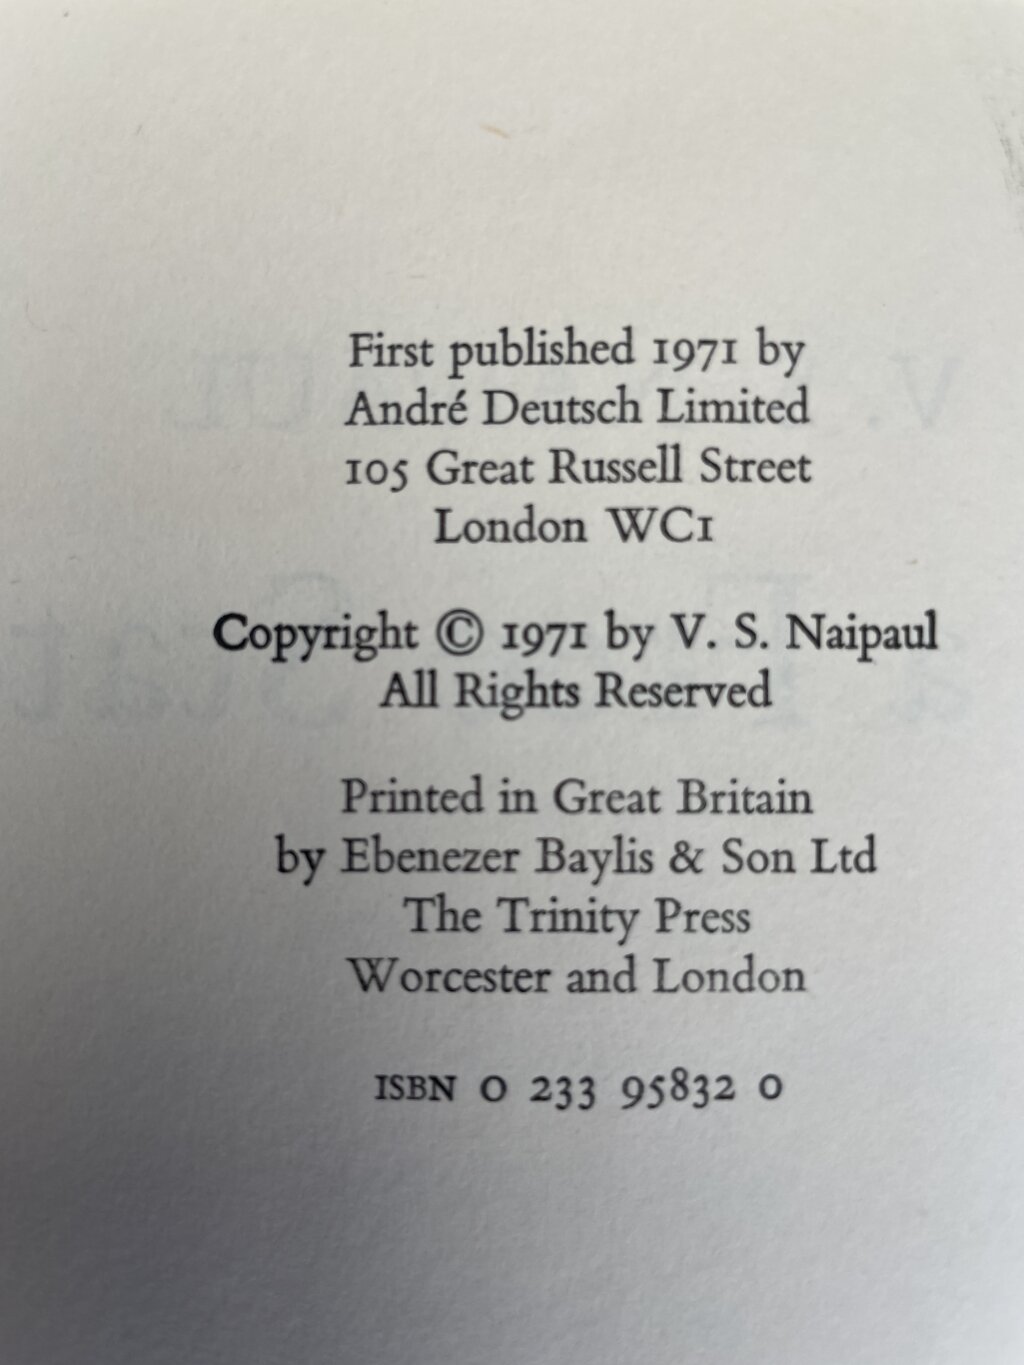 First published 1971 by
André Deutsch Limited
105 Great Russell Street
London WC1
Copyright © 1971 by V. S. Naipaul
All Rights Reserved
Printed in Great Britain
by Ebenezer Baylis & Son Ltd
The Trinity Press
Worcester and London
ISBN 0 233 95832 0